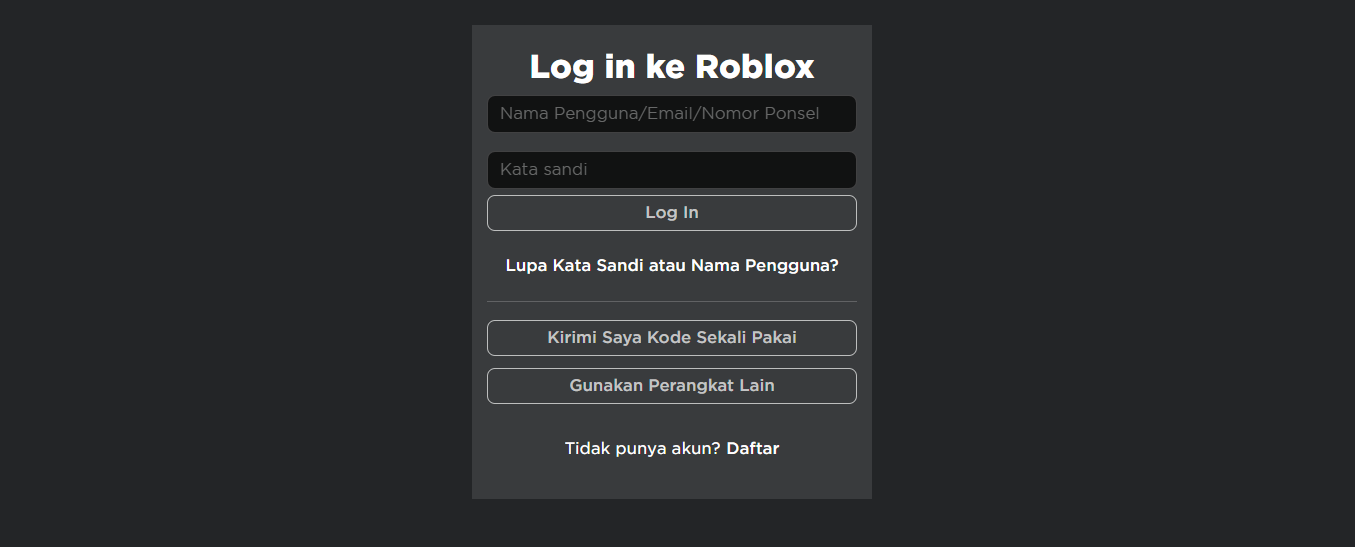 Log in ke Roblox
Nama Pengguna/Email/Nomor Ponsel
Kata sandi
Log In
Lupa Kata Sandi atau Nama Pengguna?
Kirimi Saya Kode Sekali Pakai
Gunakan Perangkat Lain
Tidak punya akun? Daftar